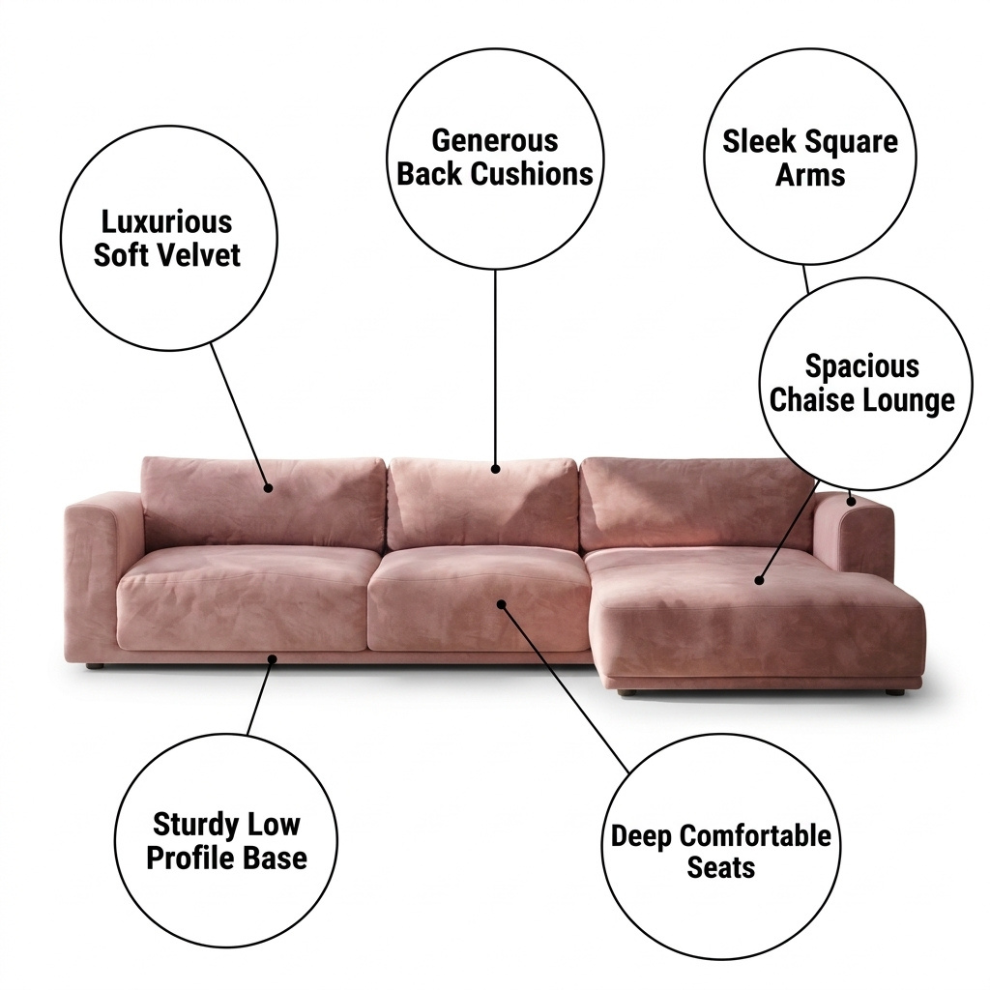 Generous
Back Cushions
Sleek Square
Arms
Luxurious
Soft Velvet
Spacious
Chaise Lounge
Sturdy Low
Profile Base
Deep Comfortable
Seats